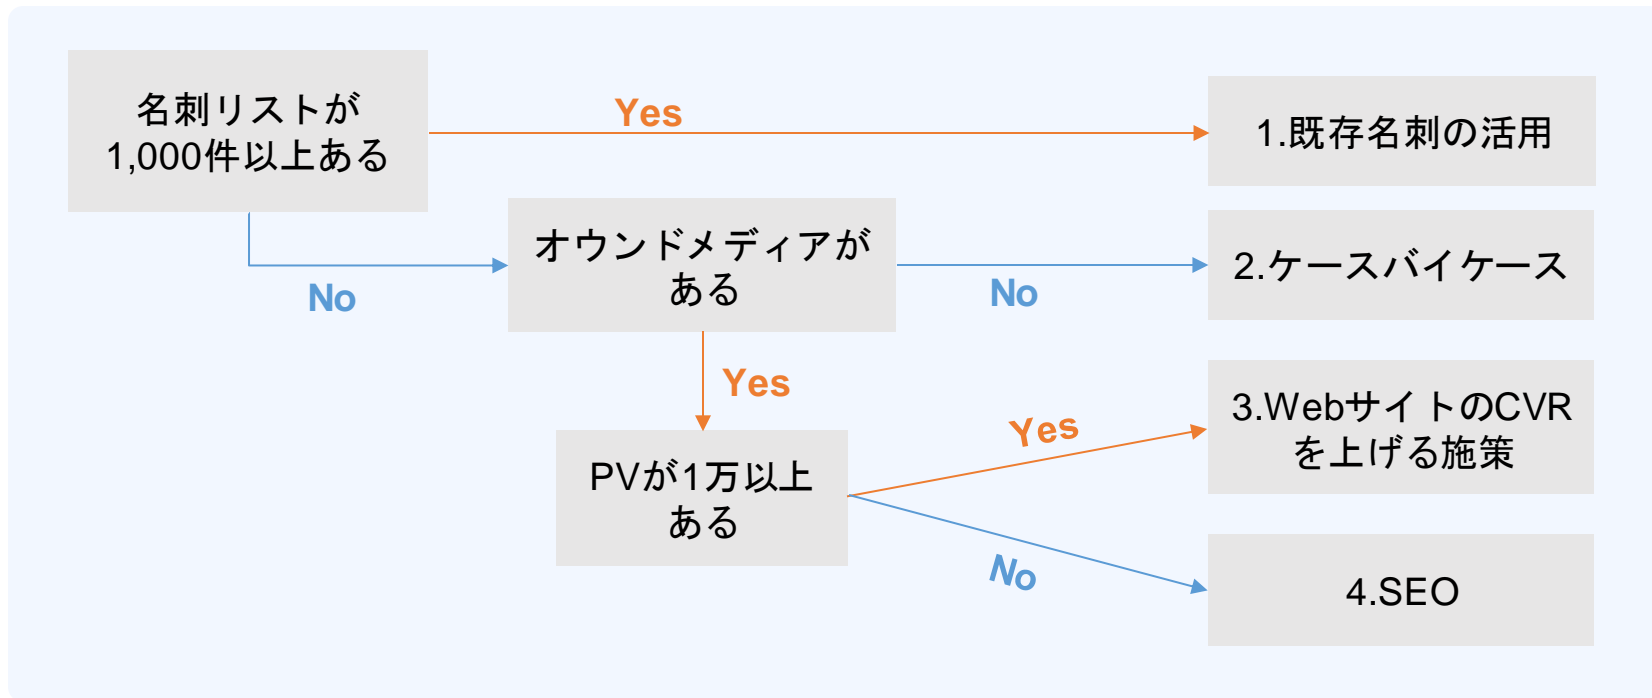 名刺リストが
1,000件以上ある
Yes
1.既存名刺の活用
No
オウンドメディアが
ある
No
2.ケースバイケース
Yes
PVが1万以上
ある
Yes
3.WebサイトのCVR
を上げる施策
No
4.SEO